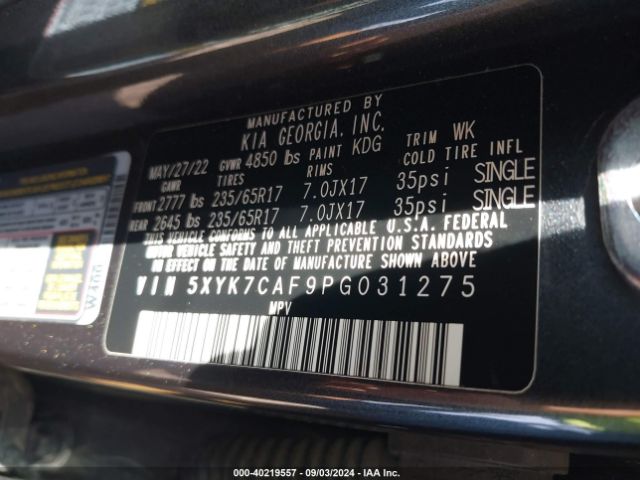 MANUFACTURED BY
KIA GEORGIA, INC.
MAY/27/22 GVWR 4850 lbs PAINT KDG TRIM WK
GAWR TIRES RIMS COLD TIRE INFL
FRONT 2777 lbs 235/65R17 7.0JX17 35psi SINGLE
REAR 2645 lbs 235/65R17 7.0JX17 35psi SINGLE
THIS VEHICLE CONFORMS TO ALL APPLICABLE U.S.A. FEDERAL
MOTOR VEHICLE SAFETY AND THEFT PREVENTION STANDARDS
IN EFFECT ON THE DATE OF MANUFACTURE SHOWN ABOVE.
VIN 5XYK7CAF9PG031275
MPV
000-40219557 - 09/03/2024 - IAA Inc.